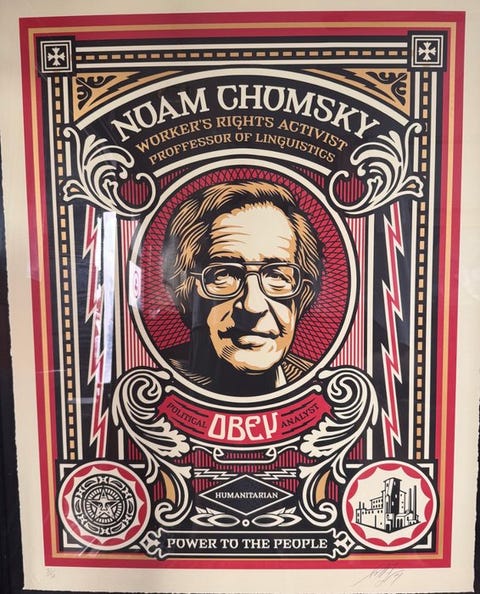 NOAM CHOMSKY
WORKER'S RIGHTS ACTIVIST
PROFFESSOR OF LINGUISTICS
POLITICAL OBEY ANALYST
HUMANITARIAN
POWER TO THE PEOPLE